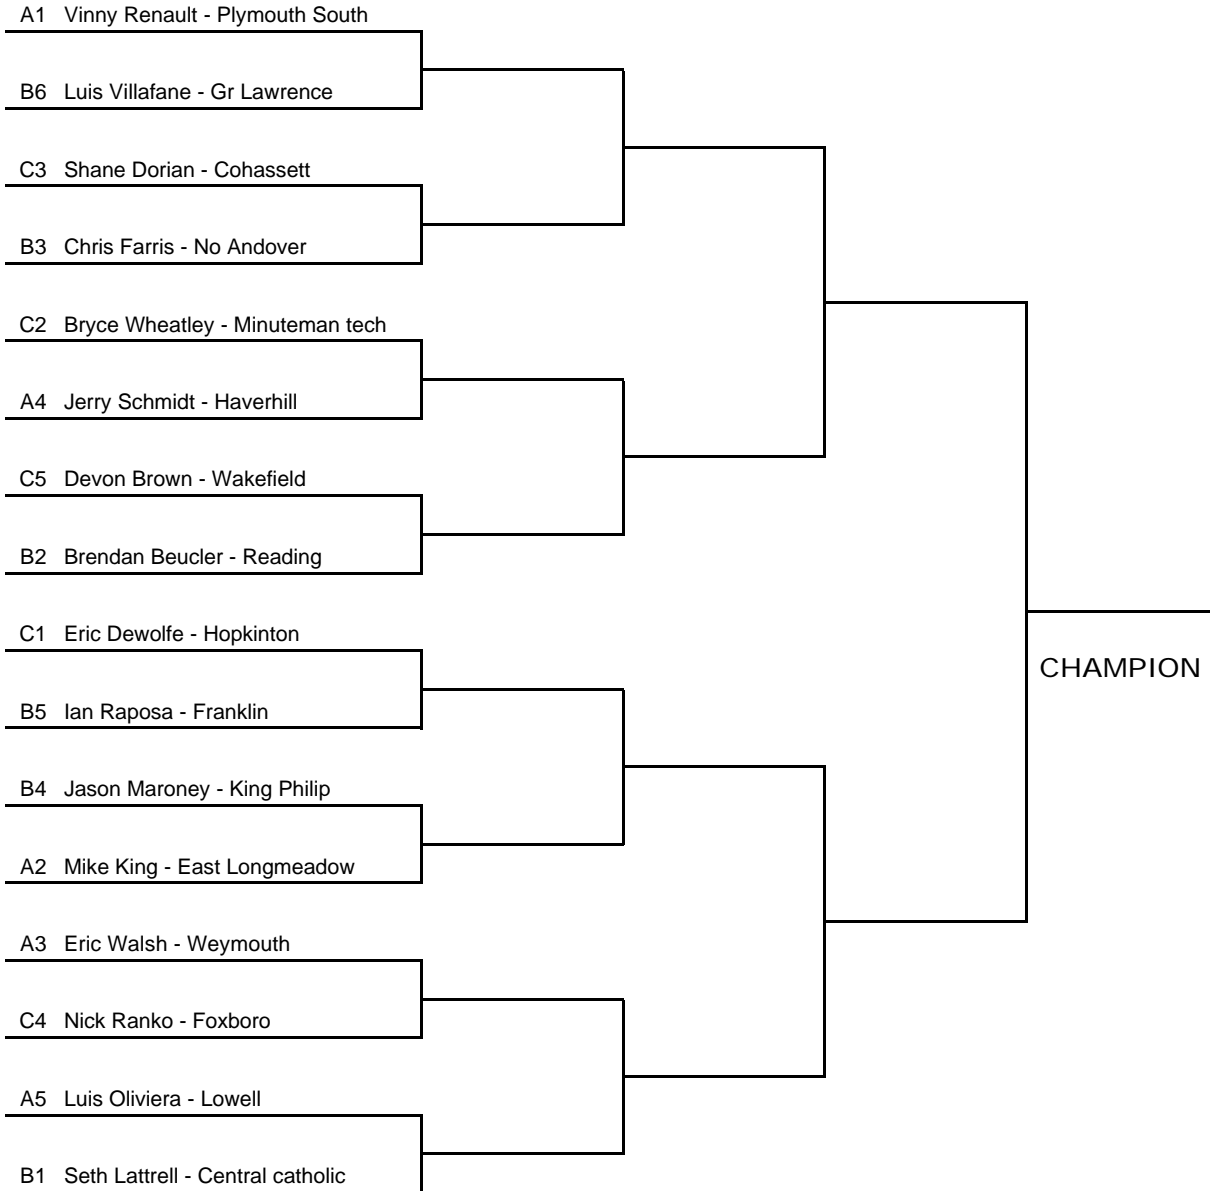 A1 Vinny Renault - Plymouth South
B6 Luis Villafane - Gr Lawrence
C3 Shane Dorian - Cohassett
B3 Chris Farris - No Andover
C2 Bryce Wheatley - Minuteman tech
A4 Jerry Schmidt - Haverhill
C5 Devon Brown - Wakefield
B2 Brendan Beucler - Reading
C1 Eric Dewolfe - Hopkinton
CHAMPION
B5 Ian Raposa - Franklin
B4 Jason Maroney - King Philip
A2 Mike King - East Longmeadow
A3 Eric Walsh - Weymouth
C4 Nick Ranko - Foxboro
A5 Luis Oliviera - Lowell
B1 Seth Lattrell - Central catholic